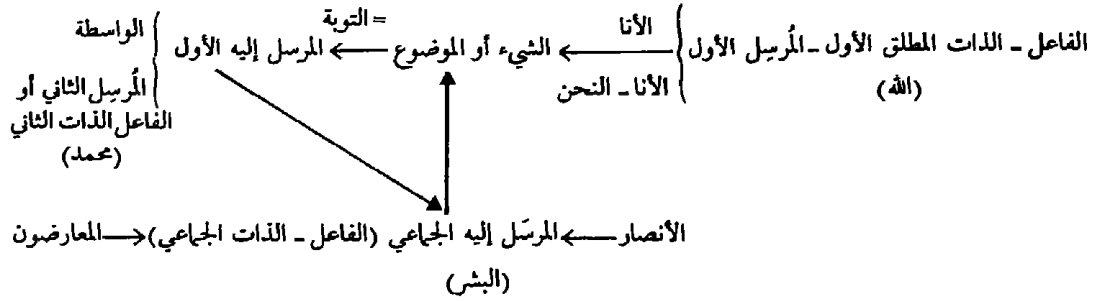 الأنا = التوبة الواسطة
الفاعل ـ الذات المطلق الأول ـ المُرسِل الأول الشيء أو الموضوع المرسل إليه الأول
(الله) الأنا ـ النحن المُرسِل الثاني أو
الفاعل الذات الثاني
(محمد)
الأنصار المرسَل إليه الجماعي (الفاعل ـ الذات الجماعي) المعارضون
(البشر)